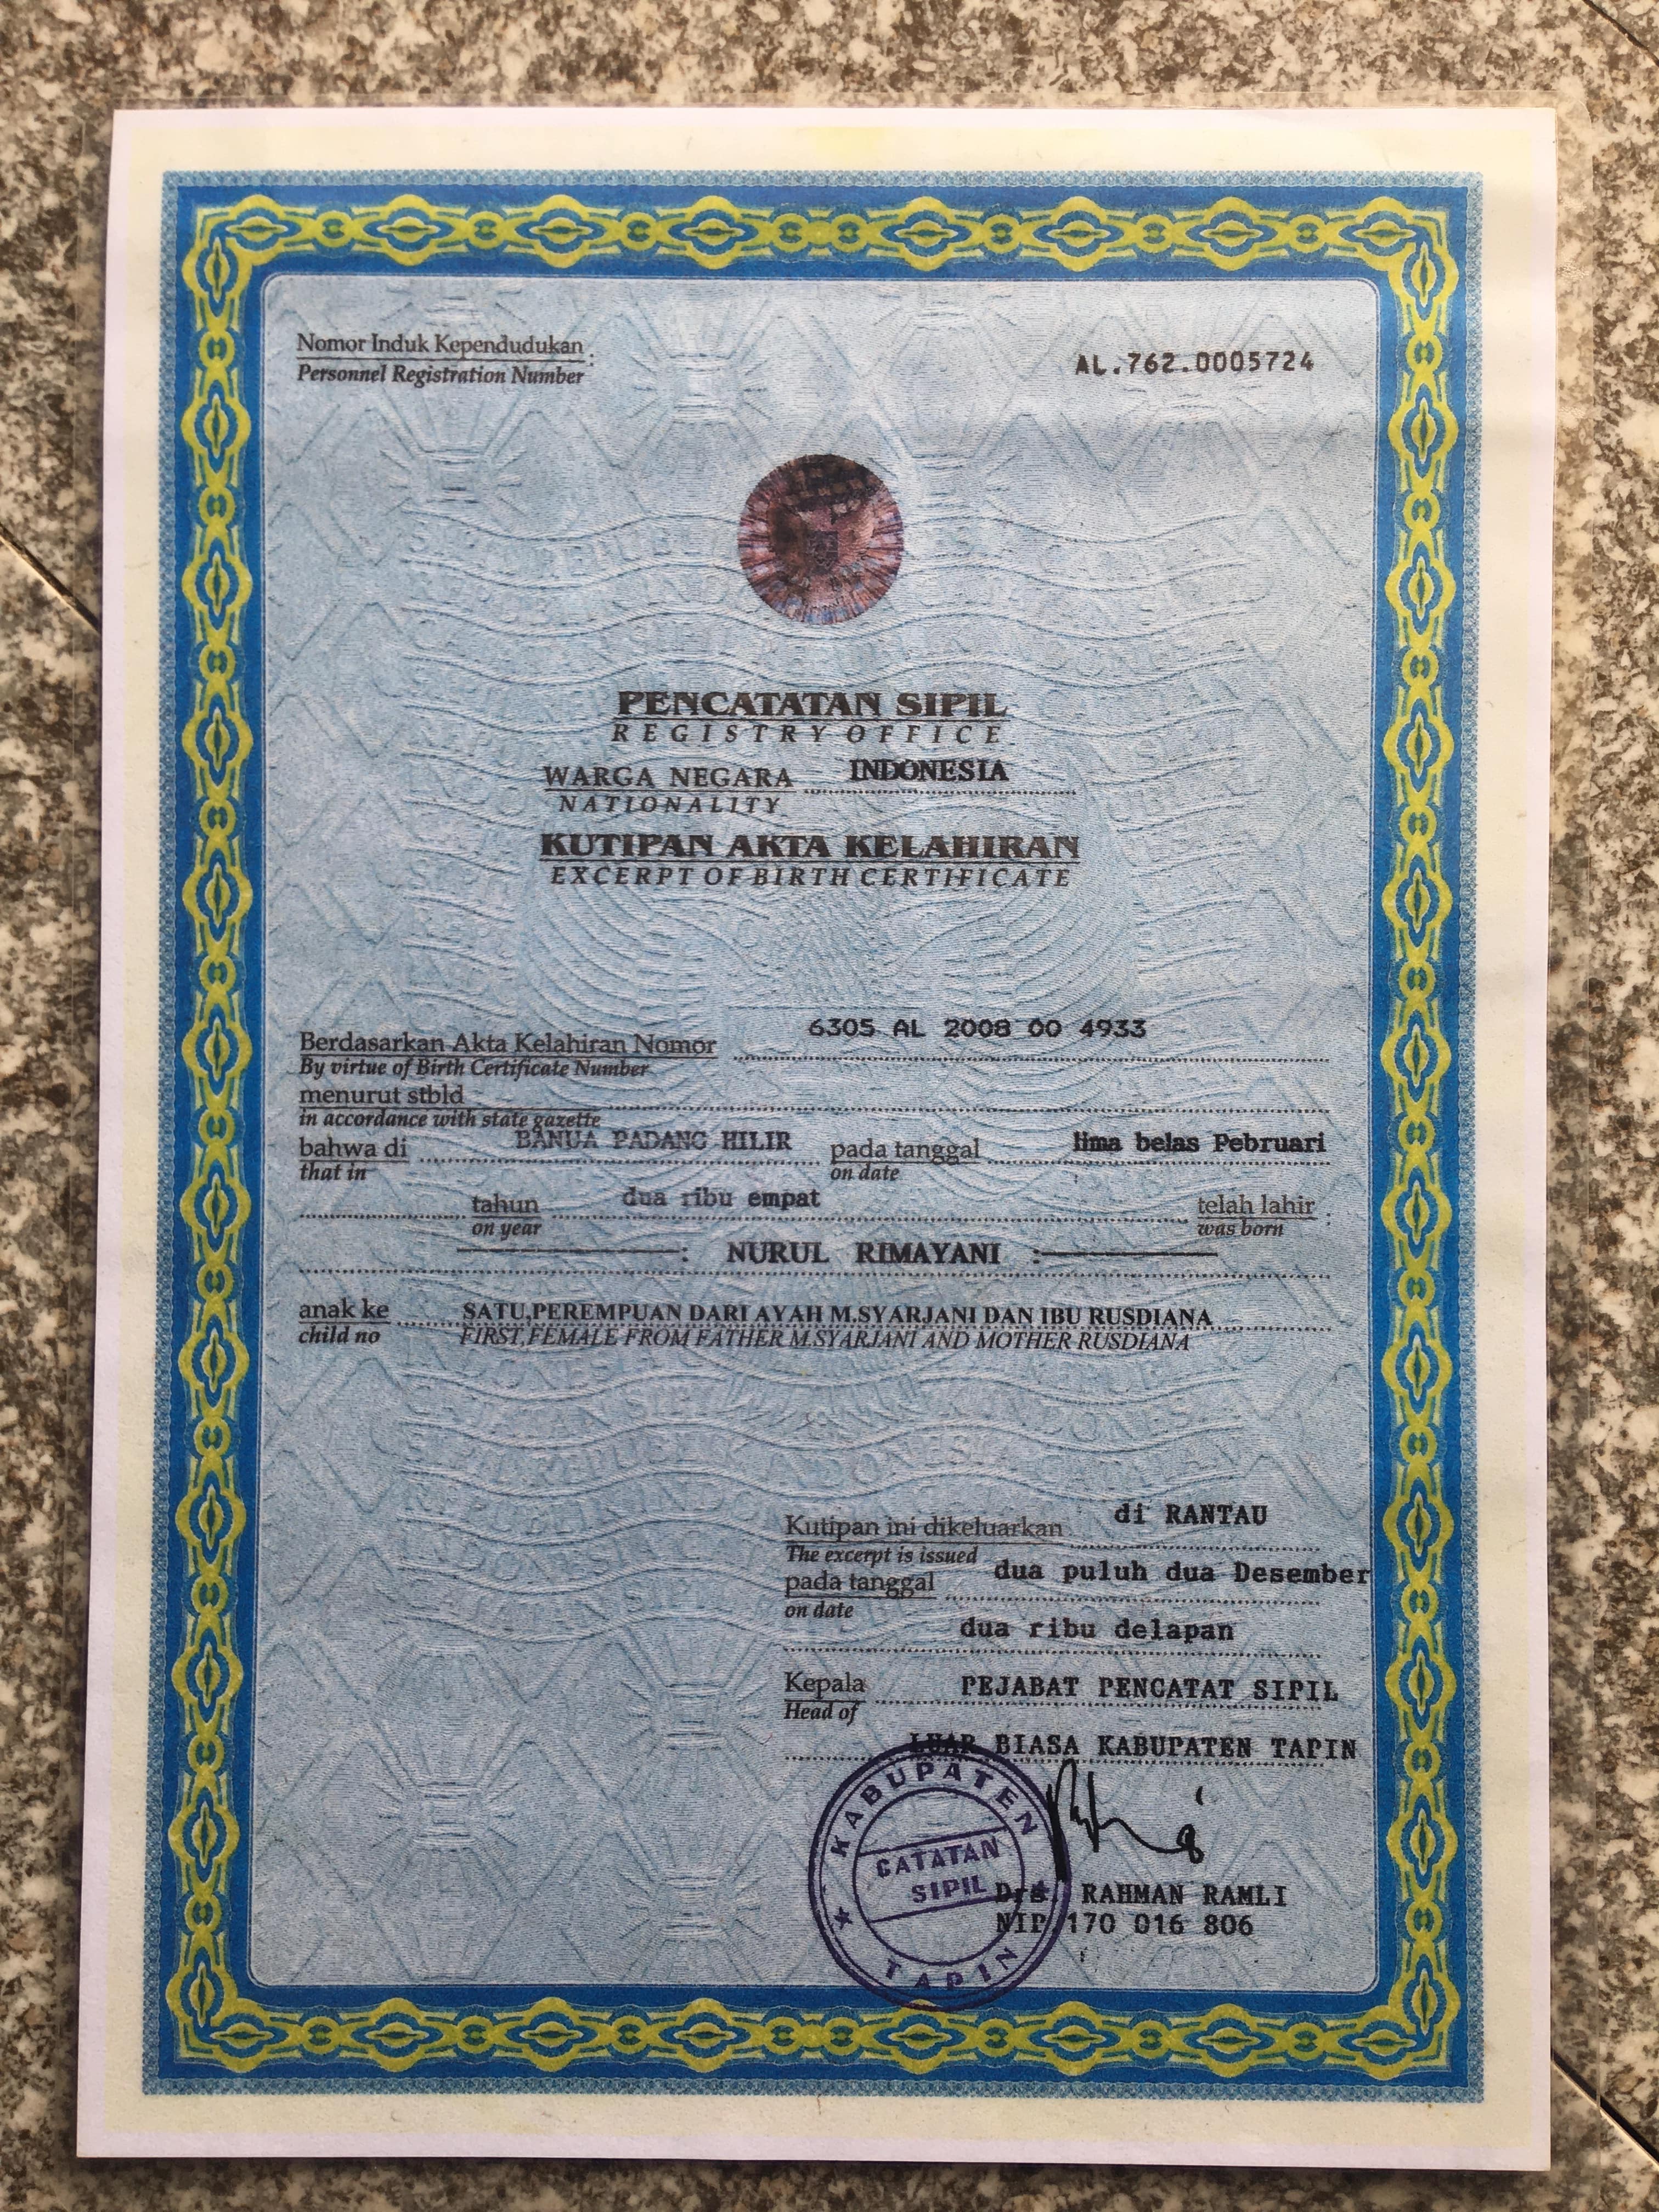 Nomor Induk Kependudukan :
Personnel Registration Number
AL.762.0005724
PENCATATAN SIPIL
REGISTRY OFFICE
WARGA NEGARA INDONESIA
NATIONALITY
KUTIPAN AKTA KELAHIRAN
EXCERPT OF BIRTH CERTIFICATE
Berdasarkan Akta Kelahiran Nomor 6305 AL 2008 00 4933
By virtue of Birth Certificate Number
menurut stbld
in accordance with state gazette
bahwa di BANUA PADANG HILIR pada tanggal lima belas Pebruari
that in on date
tahun dua ribu empat telah lahir :
on year was born
: NURUL RIMAYANI :
anak ke SATU,PEREMPUAN DARI AYAH M.SYARJANI DAN IBU RUSDIANA
child no FIRST,FEMALE FROM FATHER M.SYARJANI AND MOTHER RUSDIANA
Kutipan ini dikeluarkan di RANTAU
The excerpt is issued
pada tanggal dua puluh dua Desember
on date
dua ribu delapan
Kepala PEJABAT PENCATAT SIPIL
Head of
LUAR BIASA KABUPATEN TAPIN
KABUPATEN
CATATAN
SIPIL
TAPIN
Drs. RAHMAN RAMLI
NIP 170 016 806